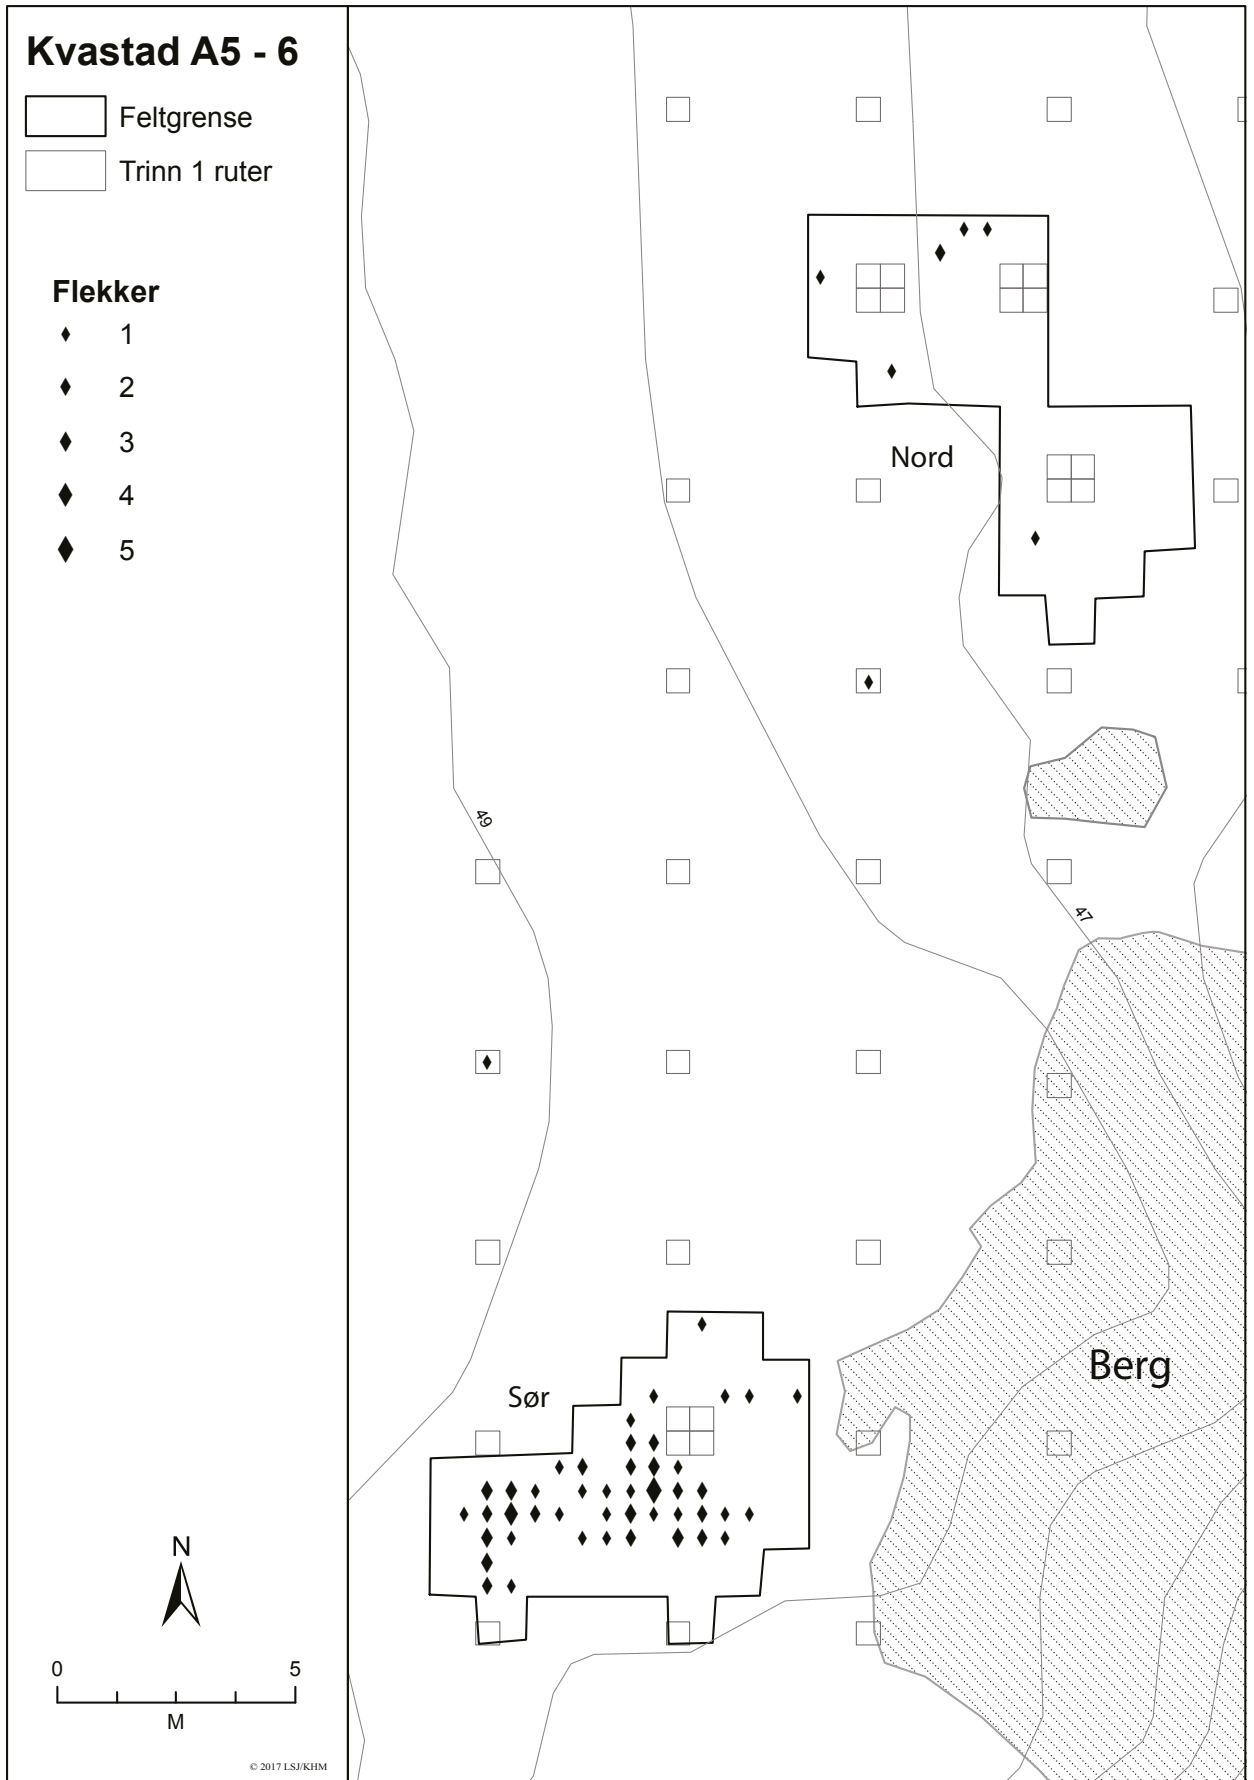 Kvastad A5 - 6
Feltgrense
Trinn 1 ruter
Flekker
1
2
3
4
5
Nord
49
47
Berg
Sør
N
0 5
M
© 2017 LSJ/KHM